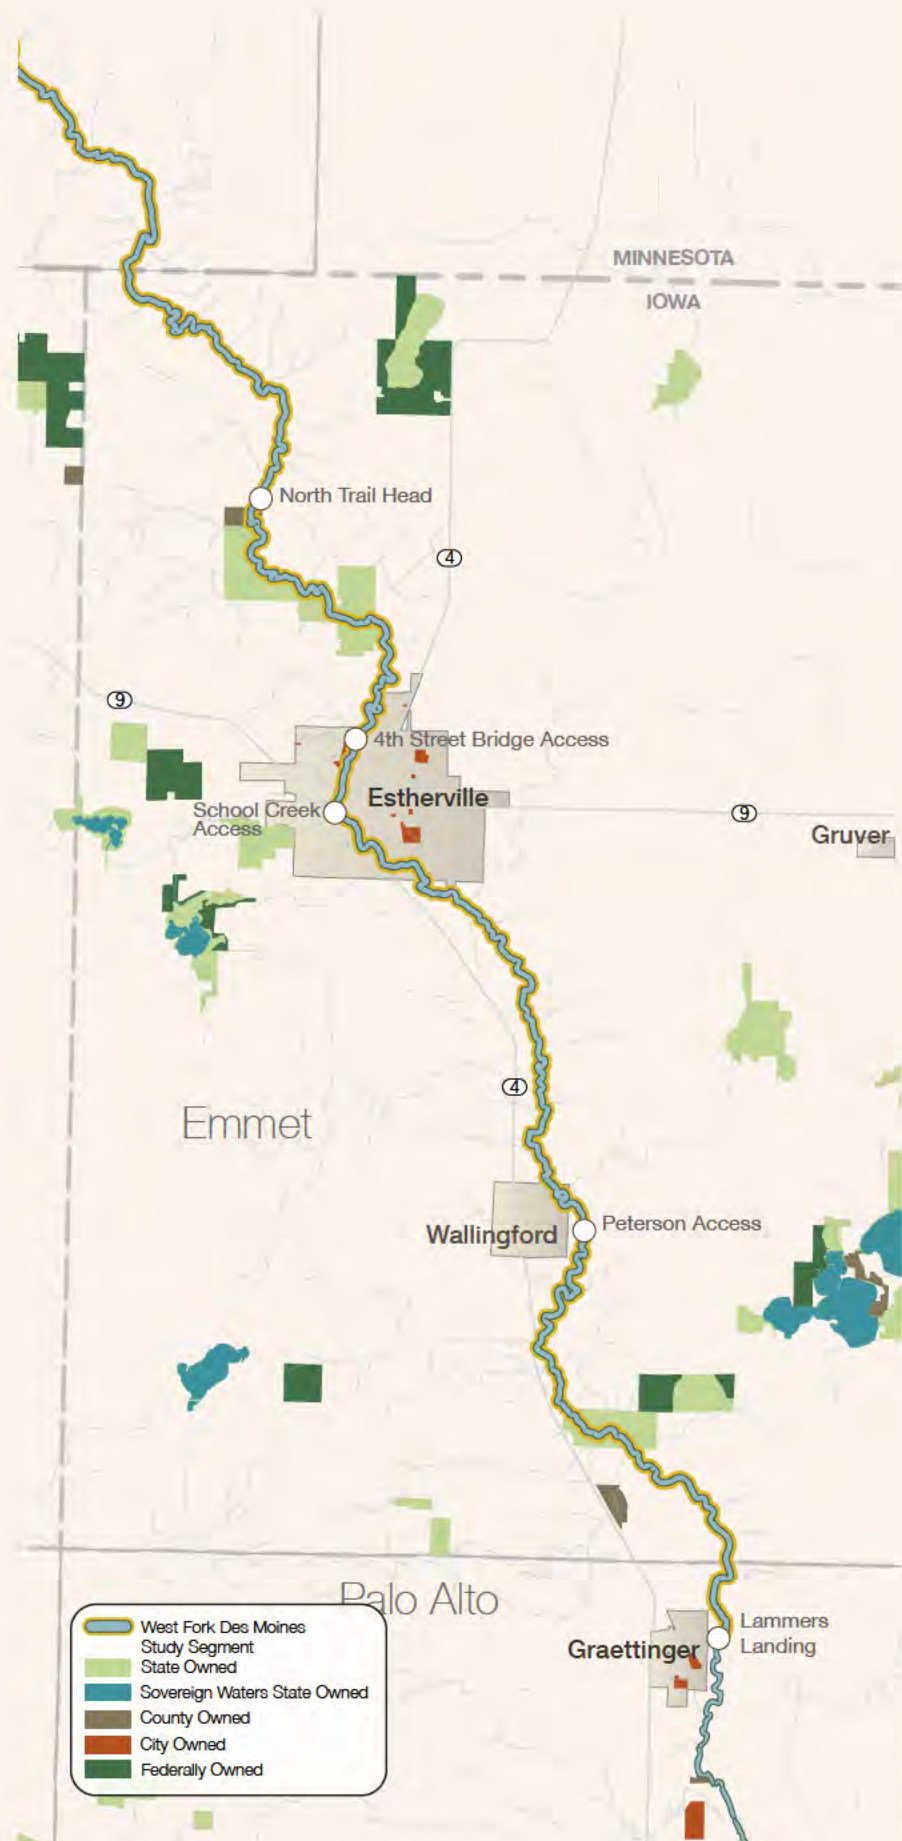 MINNESOTA
IOWA
North Trail Head
4
9
4th Street Bridge Access
Estherville
School Creek
Access
9
Gruver
4
Emmet
Peterson Access
Wallingford
Palo Alto
Lammers
Landing
Graettinger
West Fork Des Moines
Study Segment
State Owned
Sovereign Waters State Owned
County Owned
City Owned
Federally Owned